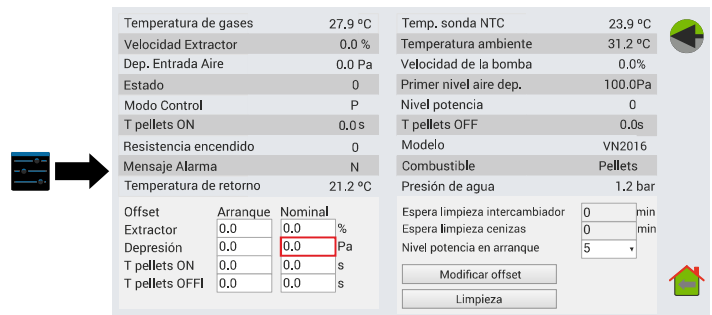 Temperatura de gases 27.9 ºC
Velocidad Extractor 0.0 %
Dep. Entrada Aire 0.0 Pa
Estado 0
Modo Control P
T pellets ON 0.0 s
Resistencia encendido 0
Mensaje Alarma N
Temperatura de retorno 21.2 ºC
Temp. sonda NTC 23.9 ºC
Temperatura ambiente 31.2 ºC
Velocidad de la bomba 0.0%
Primer nivel aire dep. 100.0Pa
Nivel potencia 0
T pellets OFF 0.0s
Modelo VN2016
Combustible Pellets
Presión de agua 1.2 bar
Offset Arranque Nominal
Extractor 0.0 0.0 %
Depresión 0.0 0.0 Pa
T pellets ON 0.0 0.0 s
T pellets OFFl 0.0 0.0 s
Espera limpieza intercambiador 0 min
Espera limpieza cenizas 0 min
Nivel potencia en arranque 5
Modificar offset
Limpieza